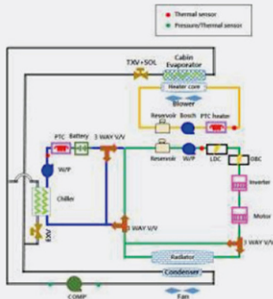 Thermal sensor
Pressure/Thermal sensor
TXV+SOL
Cabin
Evaporator
Heater core
Blower
Reservoir
Bosch
PTC heater
PTC
Battery
3 WAY V/V
Reservoir
W/P
LDC
OBC
W/P
Inverter
Chiller
Motor
EXV
3 WAY V/V
3 WAY V/V
Radiator
Condenser
COMP
Fan